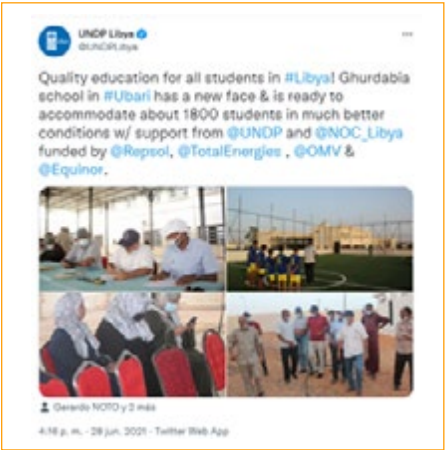 UNDP Libya
@UNDPLibya
Quality education for all students in #Libya! Ghurdabia
school in #Ubari has a new face & is ready to
accommodate about 1800 students in much better
conditions w/ support from @UNDP and @NOC_Libya
funded by @Repsol, @TotalEnergies , @OMV &
@Equinor.
Gerardo NOTO y 2 más
4:16 p. m. · 28 jun. 2021 · Twitter Web App